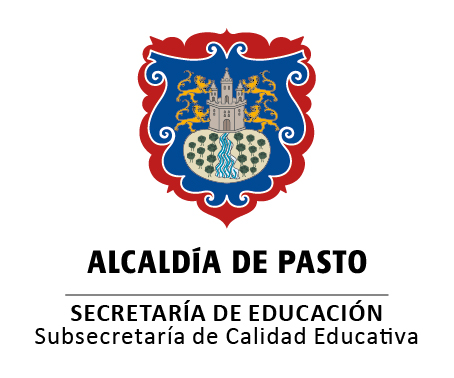 ALCALDÍA DE PASTO
SECRETARÍA DE EDUCACIÓN
Subsecretaría de Calidad Educativa